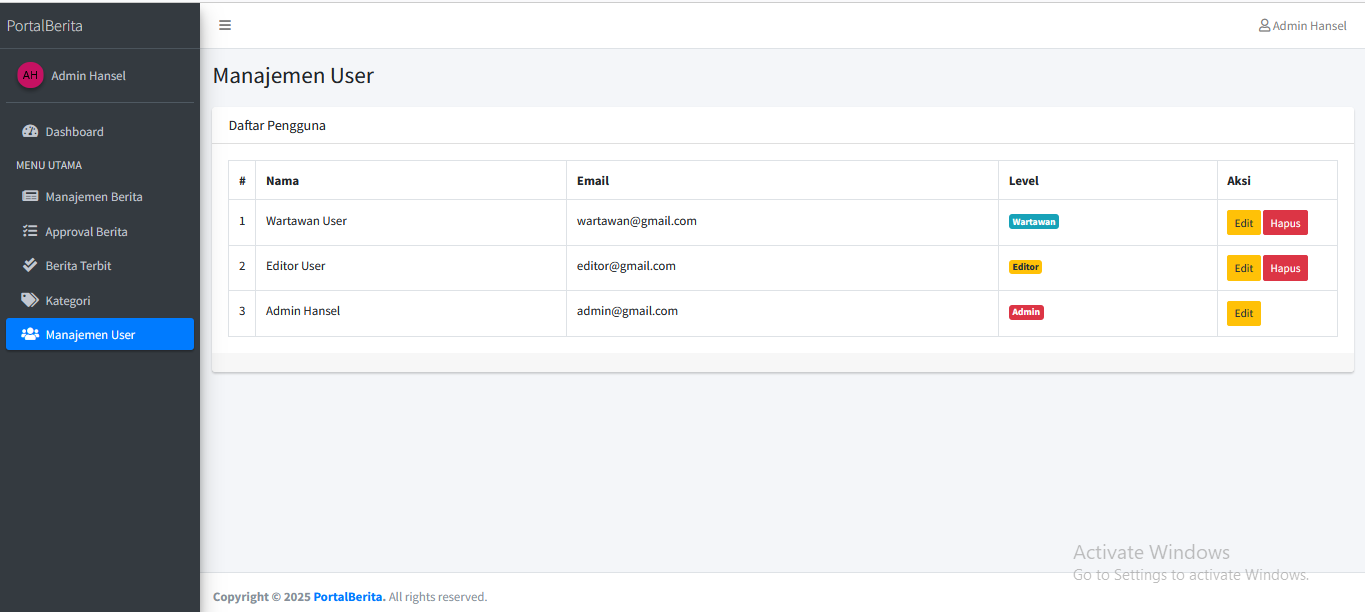 PortalBerita
Admin Hansel
AH Admin Hansel
Manajemen User
Dashboard
MENU UTAMA
Manajemen Berita
Approval Berita
Berita Terbit
Kategori
Manajemen User
Daftar Pengguna
# Nama Email Level Aksi
1 Wartawan User wartawan@gmail.com Wartawan Edit Hapus
2 Editor User editor@gmail.com Editor Edit Hapus
3 Admin Hansel admin@gmail.com Admin Edit
Activate Windows
Go to Settings to activate Windows.
Copyright © 2025 PortalBerita. All rights reserved.